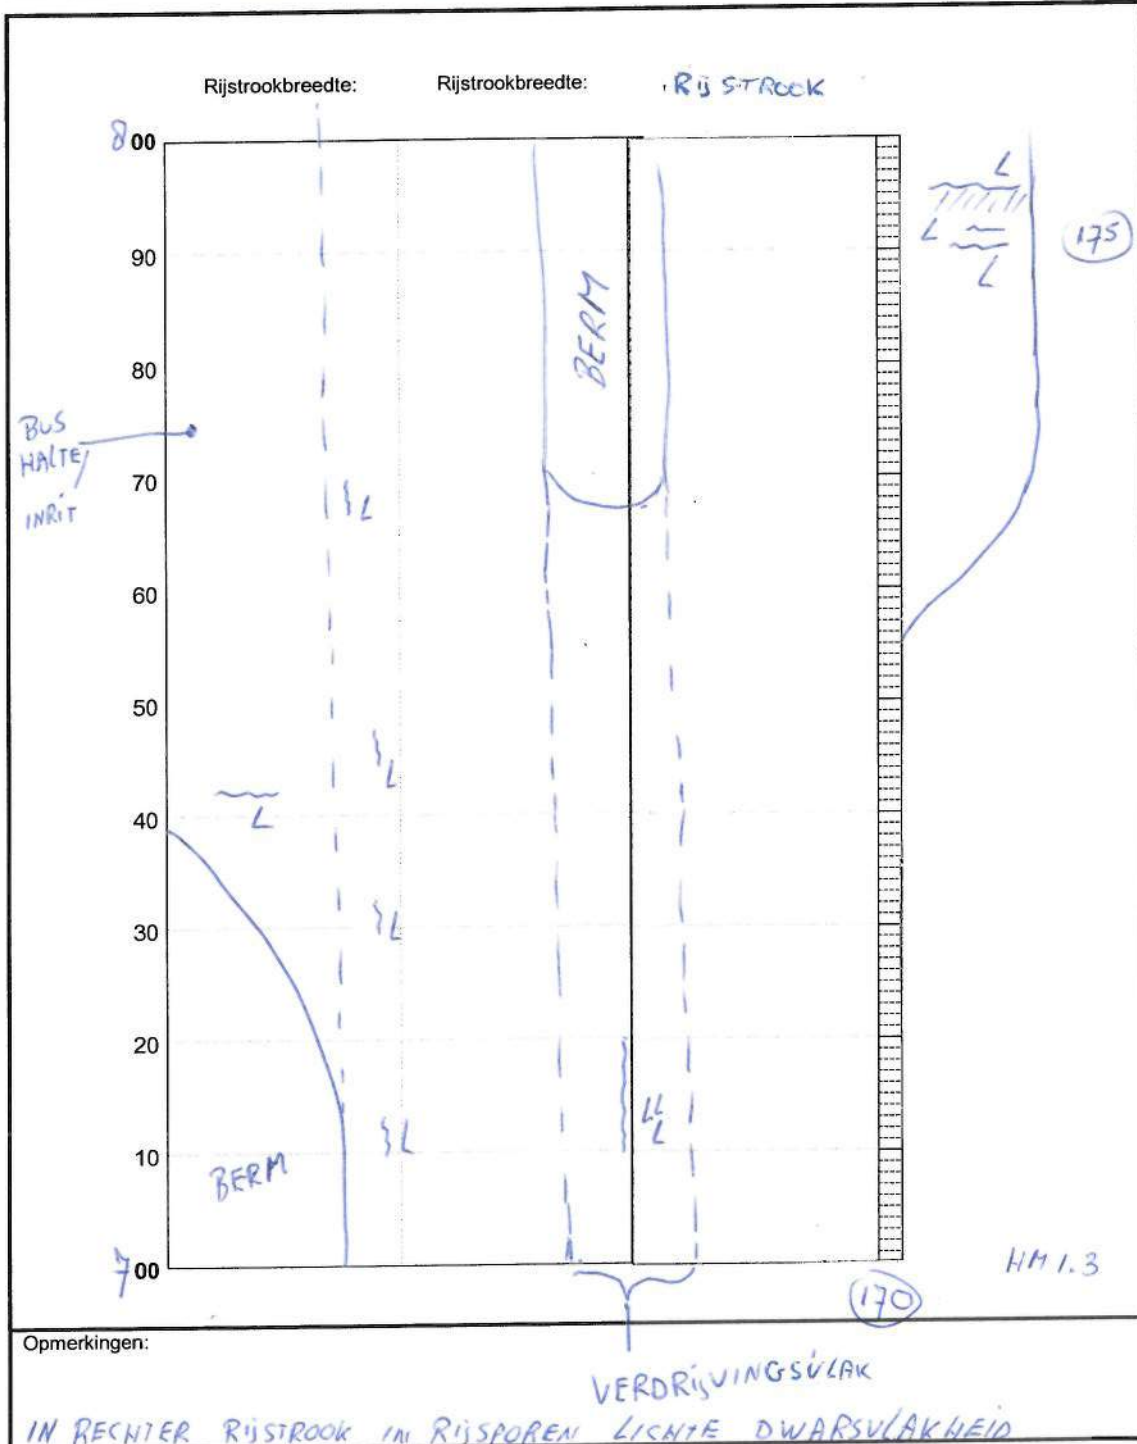 Rijstrookbreedte: Rijstrookbreedte: RIJSTROOK
800
L
L
175
90
L
BERM
80
BUS
HALTE/
70
INRIT
L
60
50
L
40
L
30
L
20
LL
L
L
10
BERM
700
HM 1.3
170
Opmerkingen:
VERDRIJVINGSVLAK
IN RECHTER RIJSTROOK IN RIJSPOREN LICHTE DWARSVLAKHEID